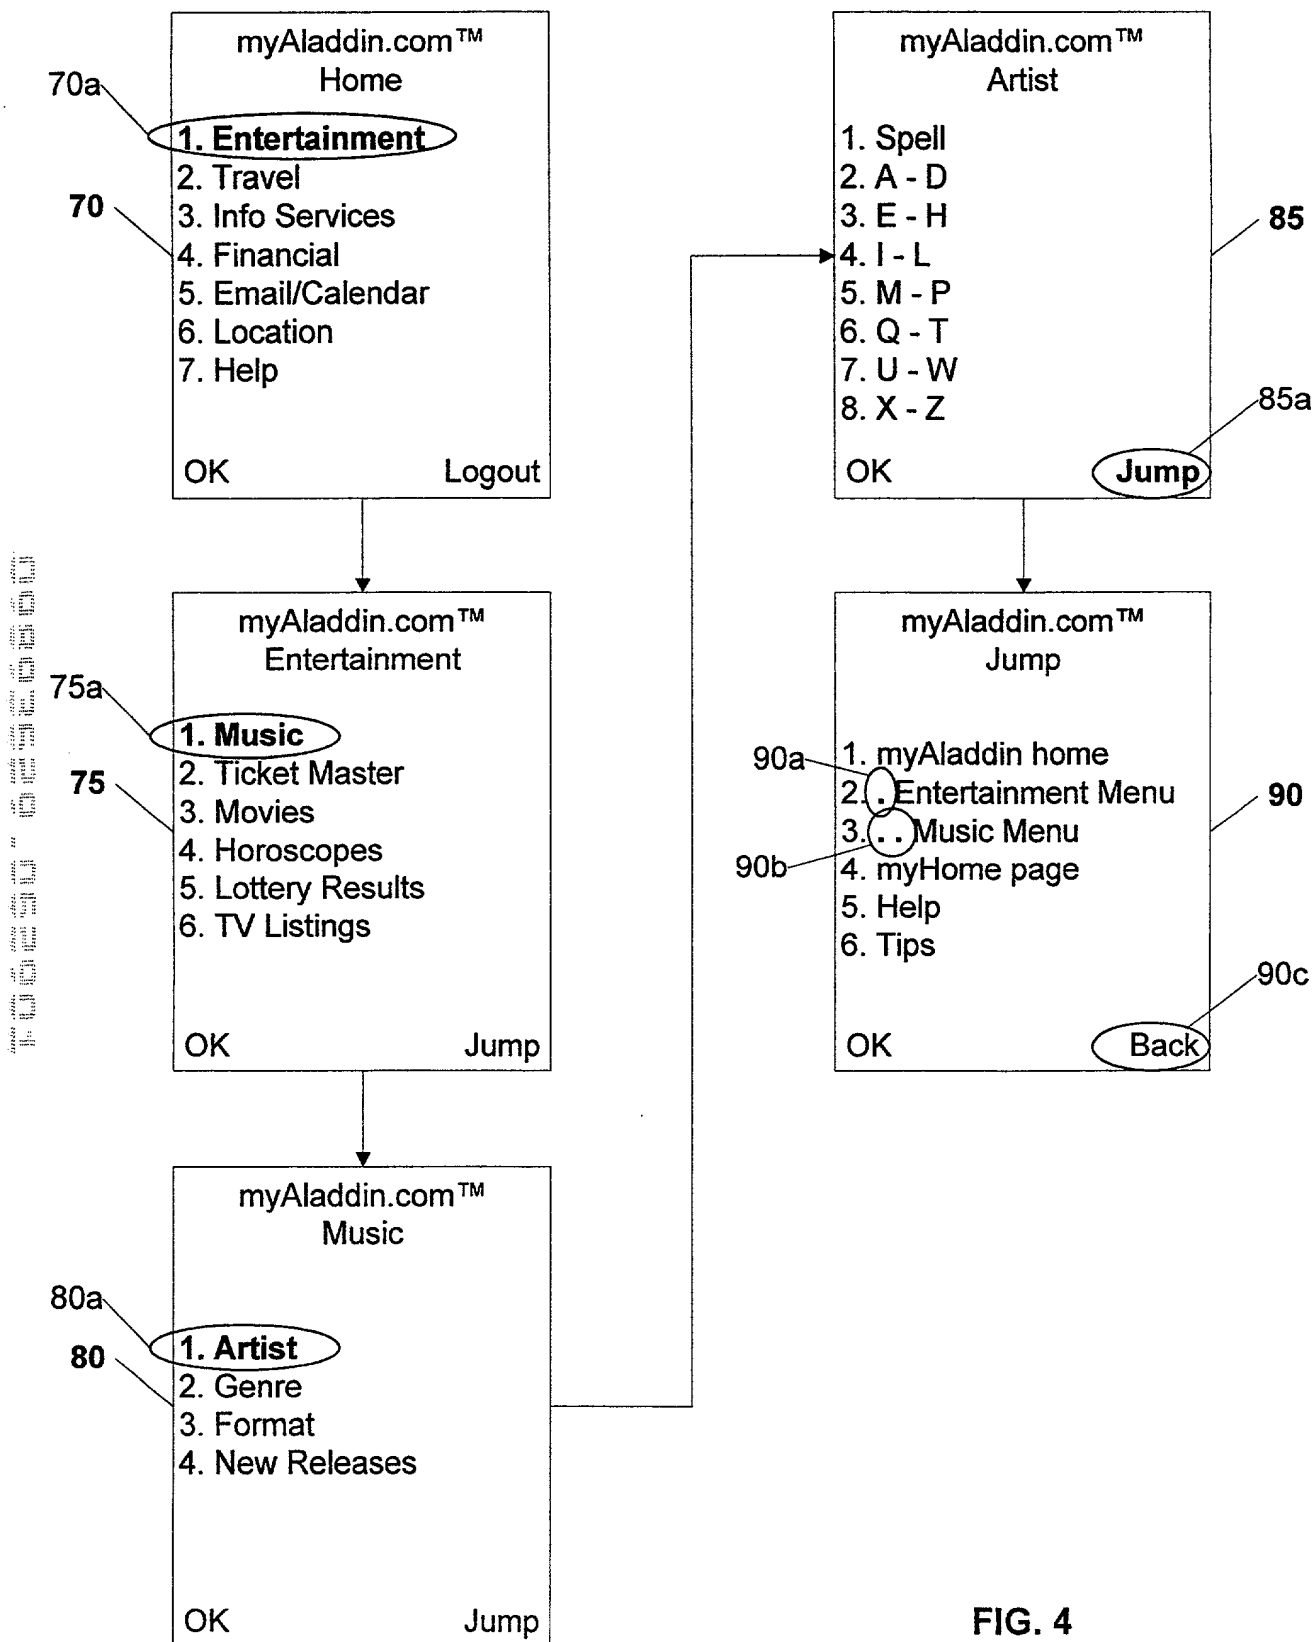 myAladdin.com™
Home
70a
1. Entertainment
2. Travel
70
3. Info Services
4. Financial
5. Email/Calendar
6. Location
7. Help
OK Logout
myAladdin.com™
Entertainment
75a
1. Music
2. Ticket Master
75
3. Movies
4. Horoscopes
5. Lottery Results
6. TV Listings
OK Jump
myAladdin.com™
Music
80a
1. Artist
80
2. Genre
3. Format
4. New Releases
OK Jump
myAladdin.com™
Artist
1. Spell
2. A - D
3. E - H
85
4. I - L
5. M - P
6. Q - T
7. U - W
8. X - Z
85a
OK Jump
myAladdin.com™
Jump
1. myAladdin home
90a
2. . Entertainment Menu
90
3. . . Music Menu
90b
4. myHome page
5. Help
6. Tips
90c
OK Back
FIG. 4